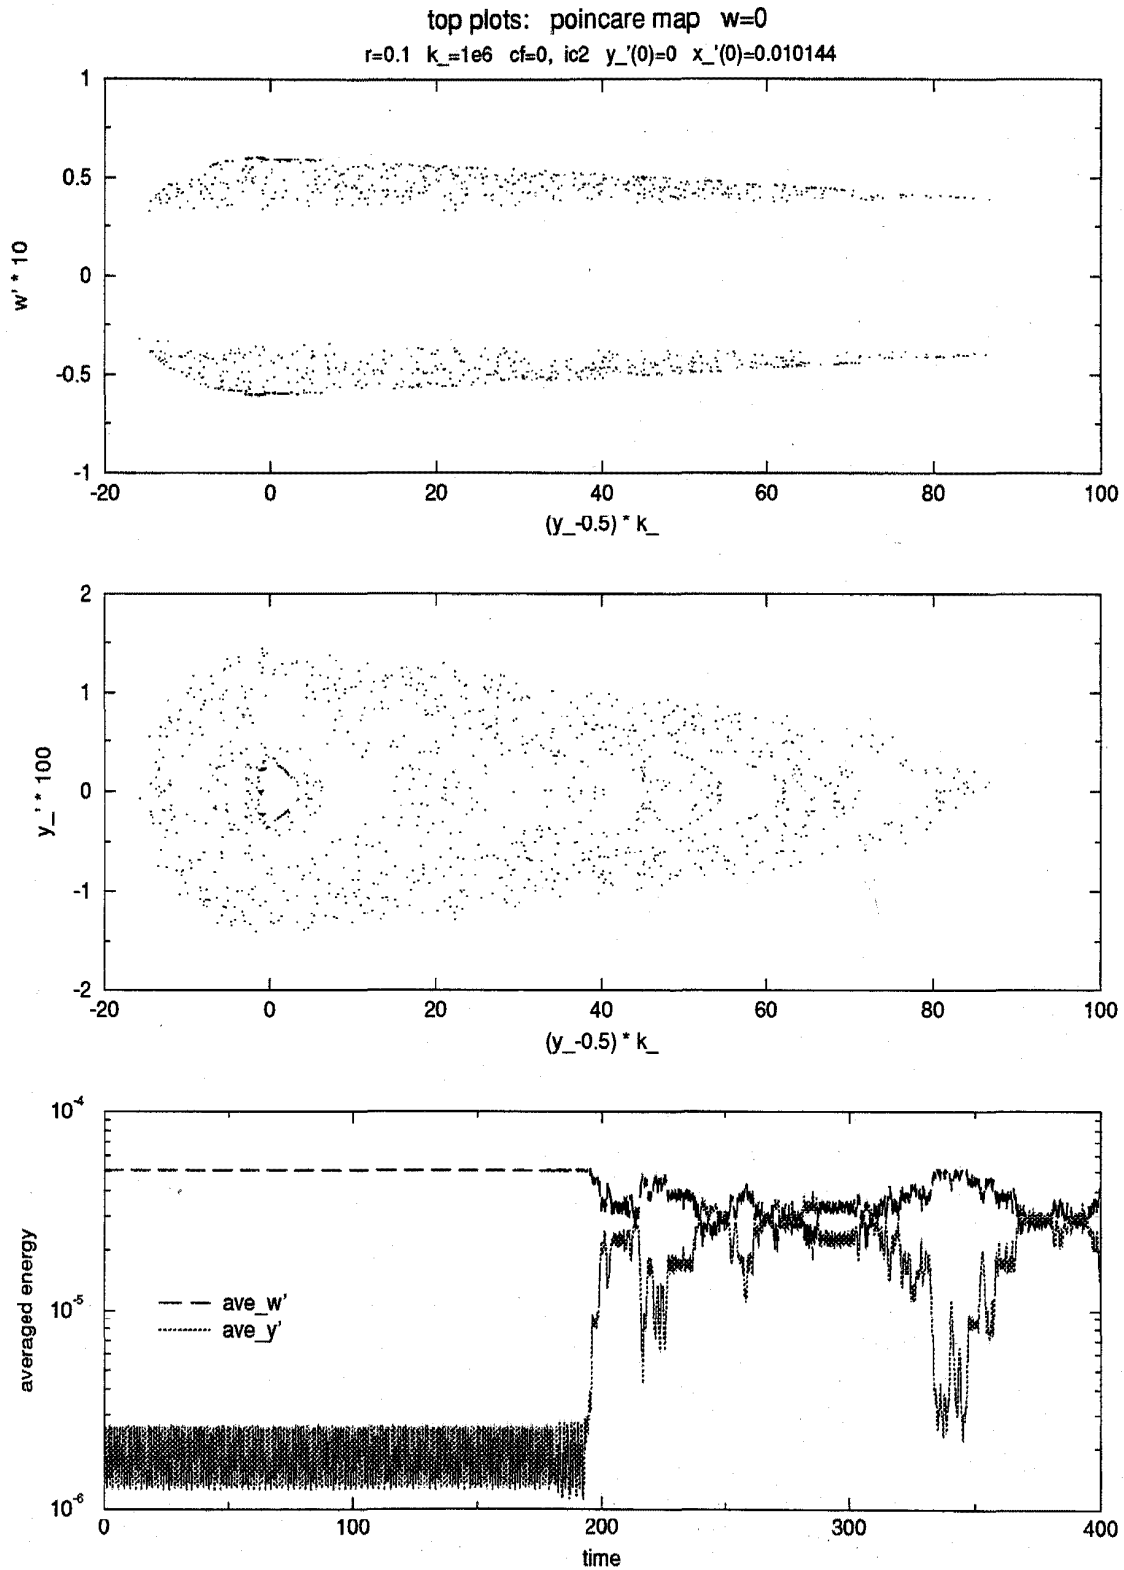 top plots: poincare map w=0
r=0.1 k_=1e6 cf=0, ic2 y_'(0)=0 x_'(0)=0.010144
1
0.5
0
-0.5
-1
w' * 10
-20 0 20 40 60 80 100
(y_-0.5) * k_
2
1
0
-1
-2
y_' * 100
-20 0 20 40 60 80 100
(y_-0.5) * k_
10^-4
10^-5
10^-6
averaged energy
ave_w'
ave_y'
0 100 200 300 400
time